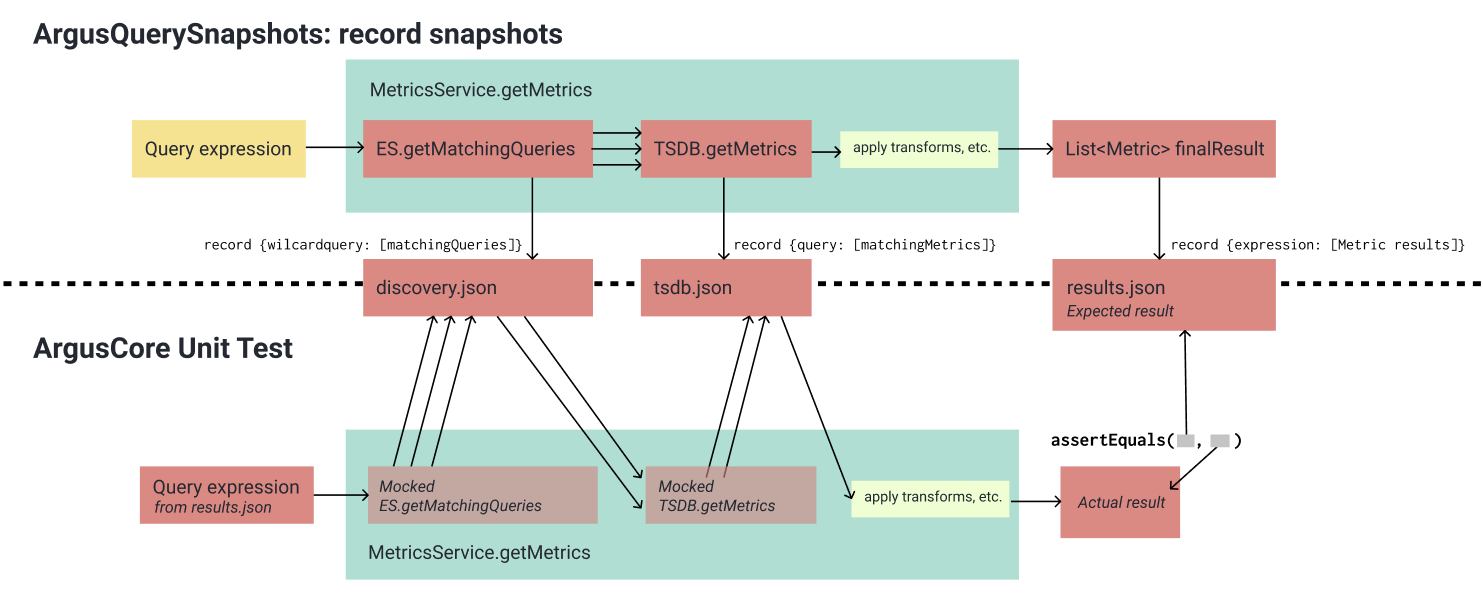 ArgusQuerySnapshots: record snapshots
MetricsService.getMetrics
Query expression
ES.getMatchingQueries
TSDB.getMetrics
apply transforms, etc.
List<Metric> finalResult
record {wilcardquery: [matchingQueries]}
record {query: [matchingMetrics]}
record {expression: [Metric results]}
discovery.json
tsdb.json
results.json
Expected result
ArgusCore Unit Test
assertEquals( , )
Query expression
from results.json
Mocked
ES.getMatchingQueries
Mocked
TSDB.getMetrics
apply transforms, etc.
Actual result
MetricsService.getMetrics